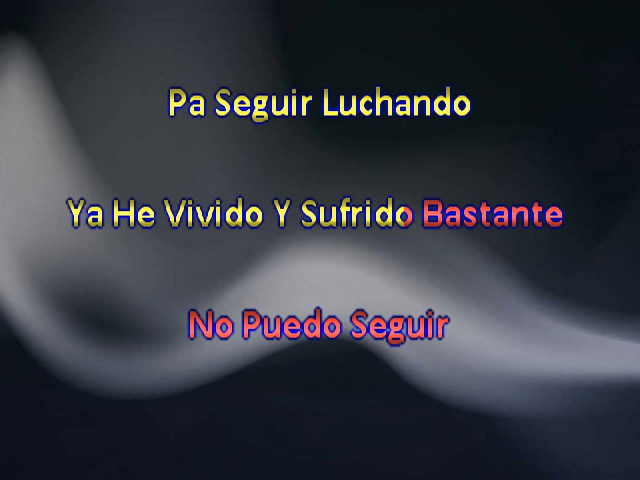 Pa Seguir Luchando
Ya He Vivido Y Sufrido Bastante
No Puedo Seguir